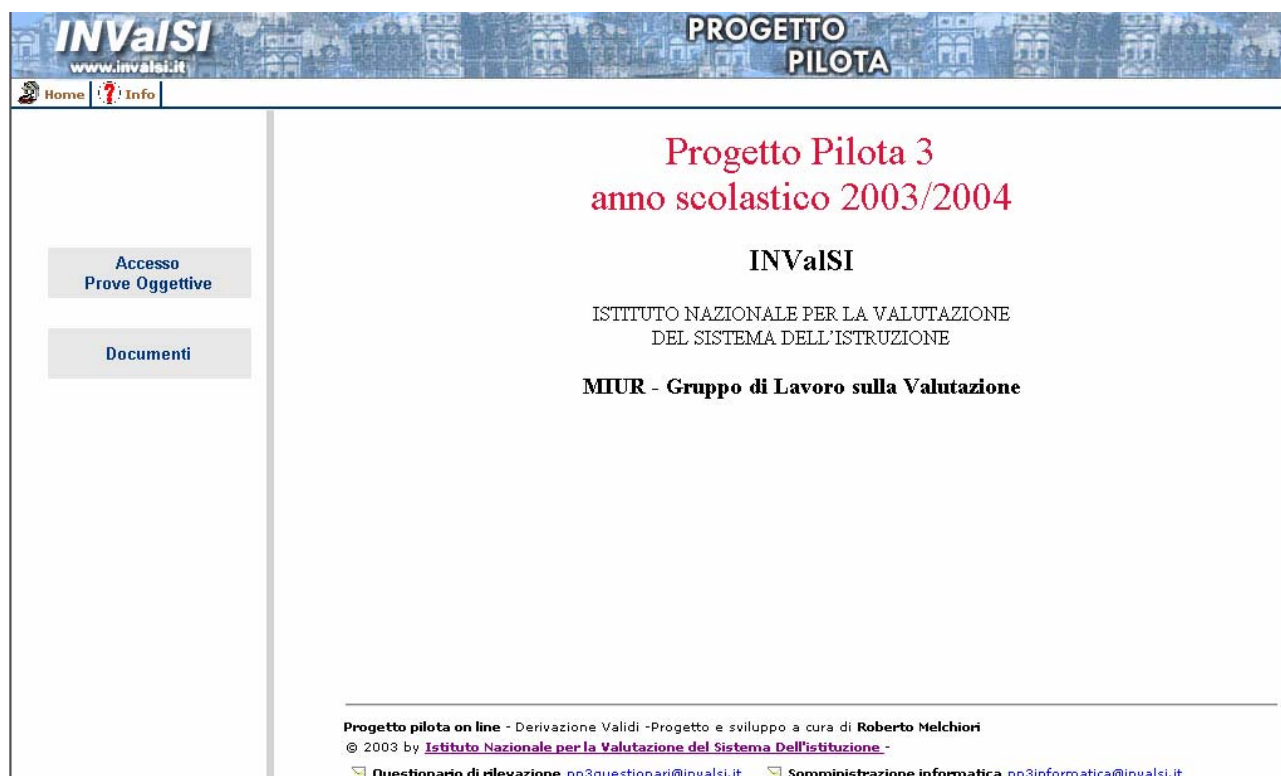 INValSI
www.invalsi.it
PROGETTO
PILOTA
Home
Info
Progetto Pilota 3
anno scolastico 2003/2004
Accesso
Prove Oggettive
INValSI
ISTITUTO NAZIONALE PER LA VALUTAZIONE
DEL SISTEMA DELL'ISTRUZIONE
Documenti
MIUR - Gruppo di Lavoro sulla Valutazione
Progetto pilota on line - Derivazione Validi -Progetto e sviluppo a cura di Roberto Melchiori
© 2003 by Istituto Nazionale per la Valutazione del Sistema Dell'istituzione -
Questionario di rilevazione pp3questionari@invalsi.it Somministrazione informatica pp3informatica@invalsi.it